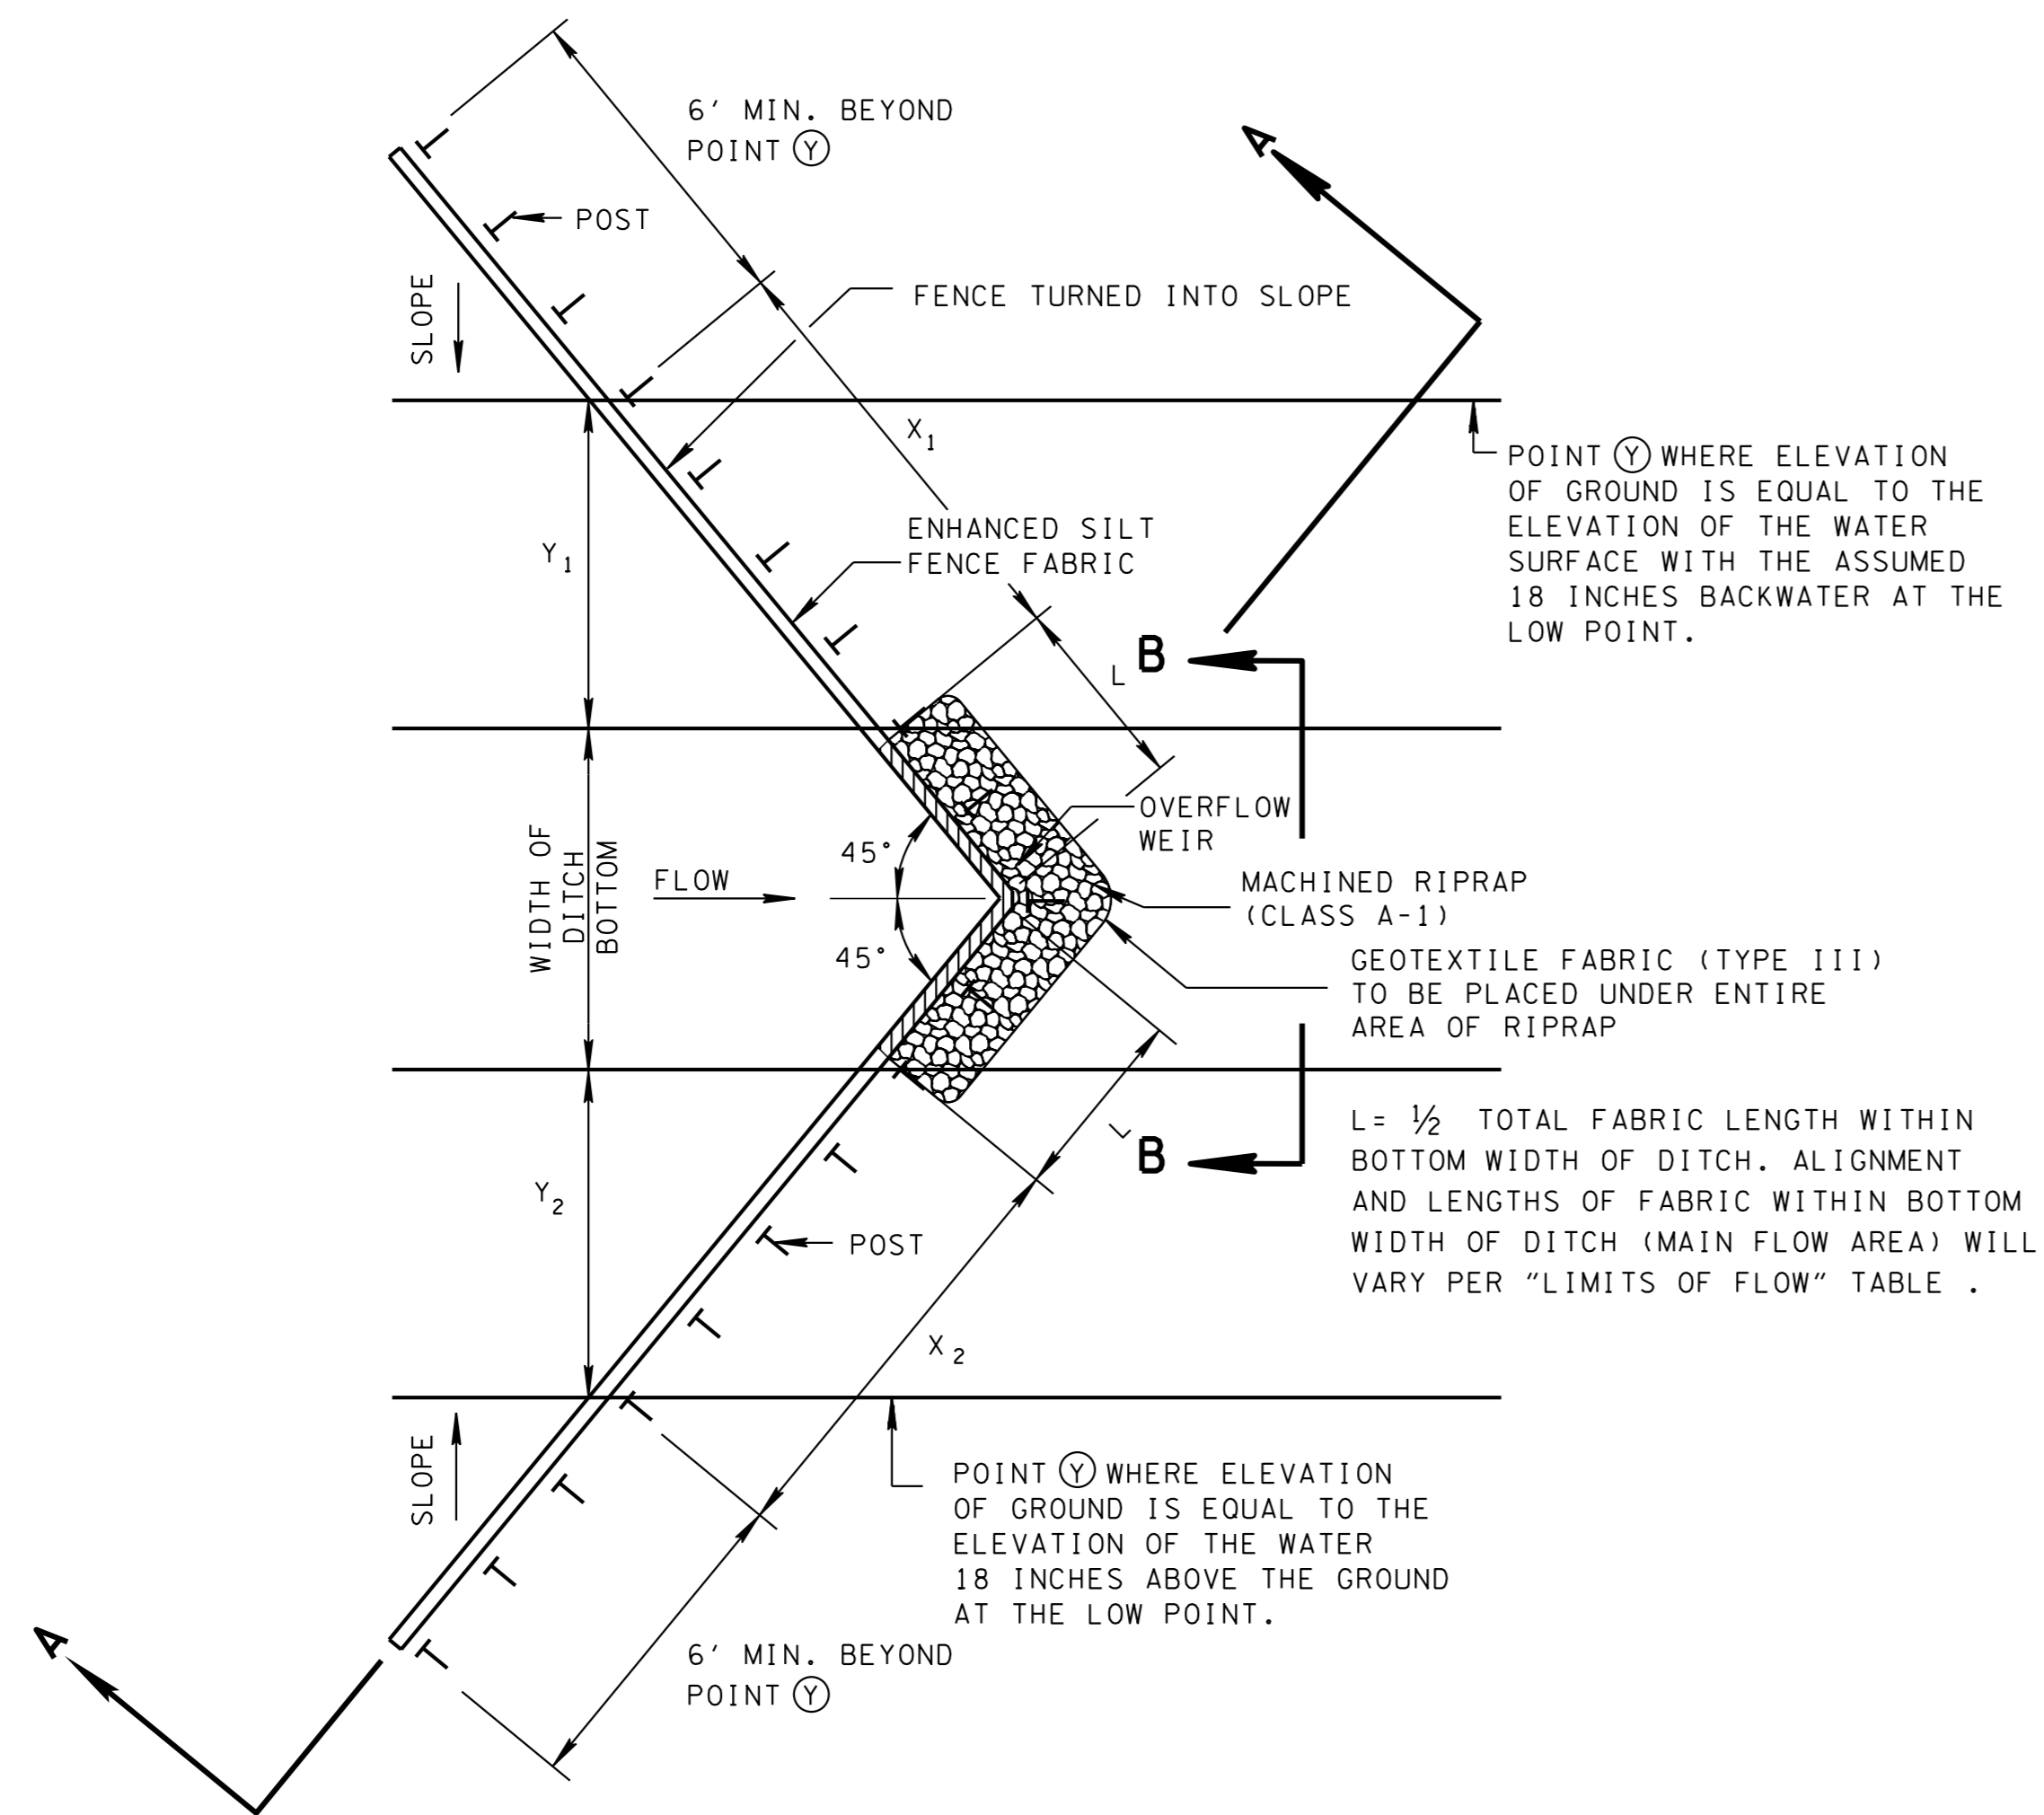 6' MIN. BEYOND
POINT Ⓨ
A
POST
SLOPE
FENCE TURNED INTO SLOPE
X₁
POINT Ⓨ WHERE ELEVATION
OF GROUND IS EQUAL TO THE
ELEVATION OF THE WATER
SURFACE WITH THE ASSUMED
18 INCHES BACKWATER AT THE
LOW POINT.
ENHANCED SILT
FENCE FABRIC
Y₁
L
B
OVERFLOW
WEIR
45°
WIDTH OF
DITCH
BOTTOM
FLOW
MACHINED RIPRAP
(CLASS A-1)
45°
GEOTEXTILE FABRIC (TYPE III)
TO BE PLACED UNDER ENTIRE
AREA OF RIPRAP
L
B
L= ½ TOTAL FABRIC LENGTH WITHIN
BOTTOM WIDTH OF DITCH. ALIGNMENT
AND LENGTHS OF FABRIC WITHIN BOTTOM
WIDTH OF DITCH (MAIN FLOW AREA) WILL
VARY PER "LIMITS OF FLOW" TABLE .
Y₂
POST
X₂
SLOPE
POINT Ⓨ WHERE ELEVATION
OF GROUND IS EQUAL TO THE
ELEVATION OF THE WATER
18 INCHES ABOVE THE GROUND
AT THE LOW POINT.
A
6' MIN. BEYOND
POINT Ⓨ